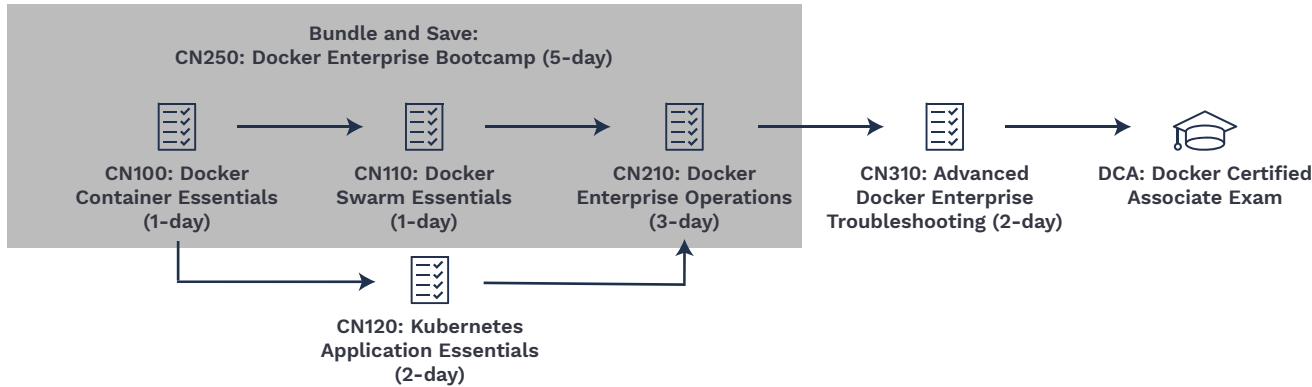 Bundle and Save:
CN250: Docker Enterprise Bootcamp (5-day)
CN100: Docker
Container Essentials
(1-day)
CN110: Docker
Swarm Essentials
(1-day)
CN210: Docker
Enterprise Operations
(3-day)
CN310: Advanced
Docker Enterprise
Troubleshooting (2-day)
DCA: Docker Certified
Associate Exam
CN120: Kubernetes
Application Essentials
(2-day)